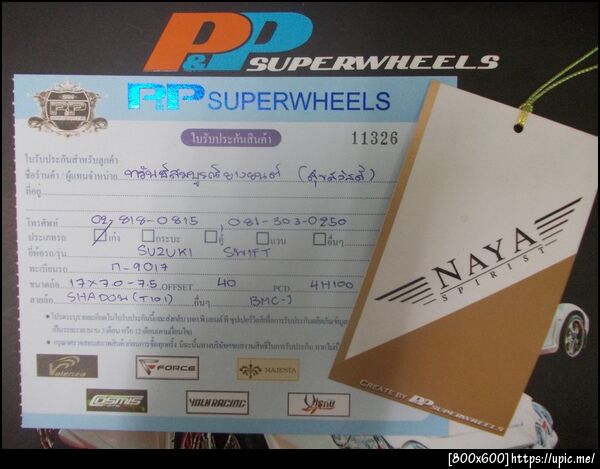 P&P SUPERWHEELS
RP SUPERWHEELS
ใบรับประกันสินค้า
11326
ใบรับประกันสำหรับลูกค้า
ชื่อร้านค้า / ผู้แทนจำหน่าย
ที่อยู่
โทรศัพท์ 02-818-0815 081-303-0250
ประเภทรถ เก๋ง กระบะ ตู้ แวน อื่นๆ
ยี่ห้อรถ/รุ่น SUZUKI SWIFT
ทะเบียนรถ ก-9017
ขนาดล้อ 17x7.0-7.5 OFFSET 40 PCD. 4H100
ลายล้อ SHADOW (T101) อื่นๆ BMC-J
FORCE
MAJESTA
COSMIS
VOLK RACING
NAYA
SPIRIST
CREATE BY P&P SUPERWHEELS
[800x600] https://upic.me/